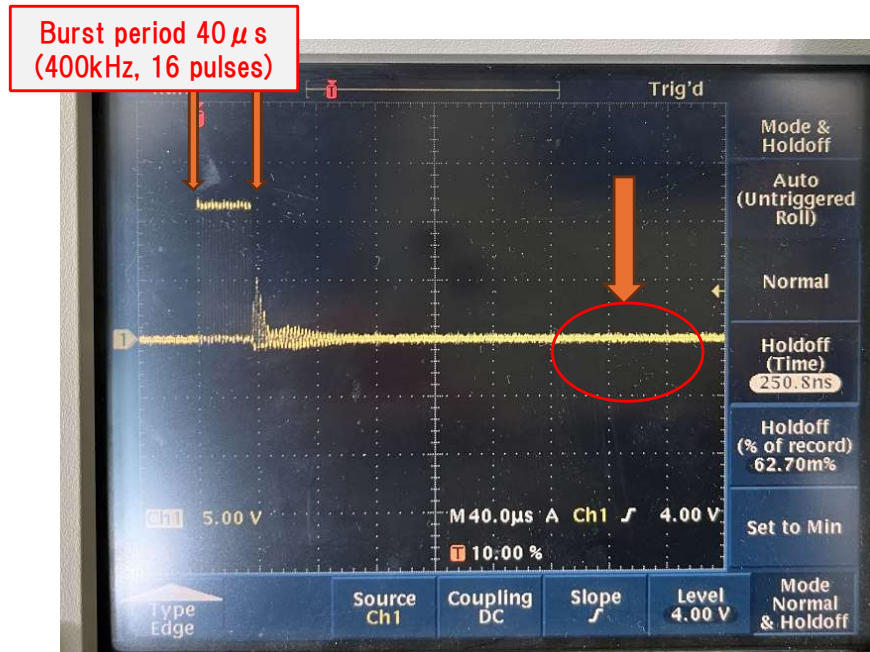 Burst period 40μs
(400kHz, 16 pulses)
T
Trig'd
Mode &
Holdoff
Auto
(Untriggered
Roll)
Normal
1
Holdoff
(Time)
250.8ns
Holdoff
(% of record)
62.70m%
Ch1 5.00 V
M 40.0μs A Ch1 4.00 V
T 10.00 %
Set to Min
Type
Edge
Source
Ch1
Coupling
DC
Slope
Level
4.00 V
Mode
Normal
& Holdoff